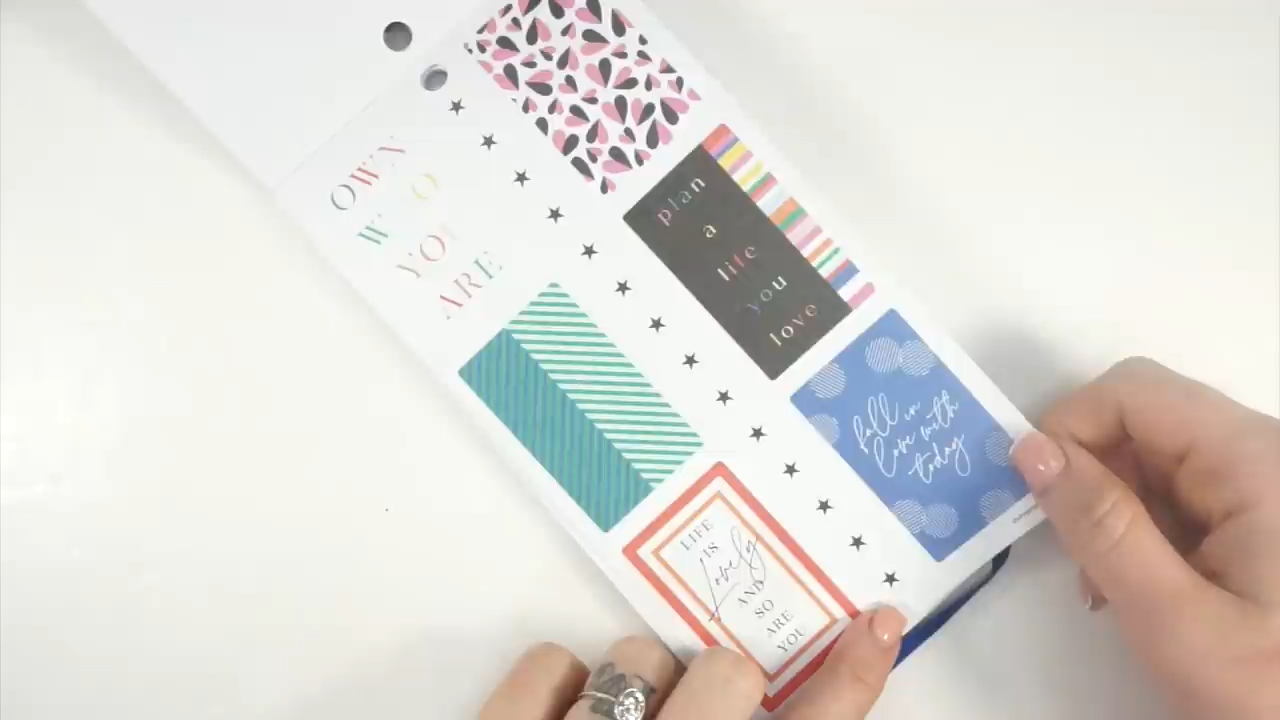 OWN
WHO
YOU
ARE
plan
a
life
you
love
fall in
love with
today
LIFE
IS
Lovely
AND
SO
ARE
YOU